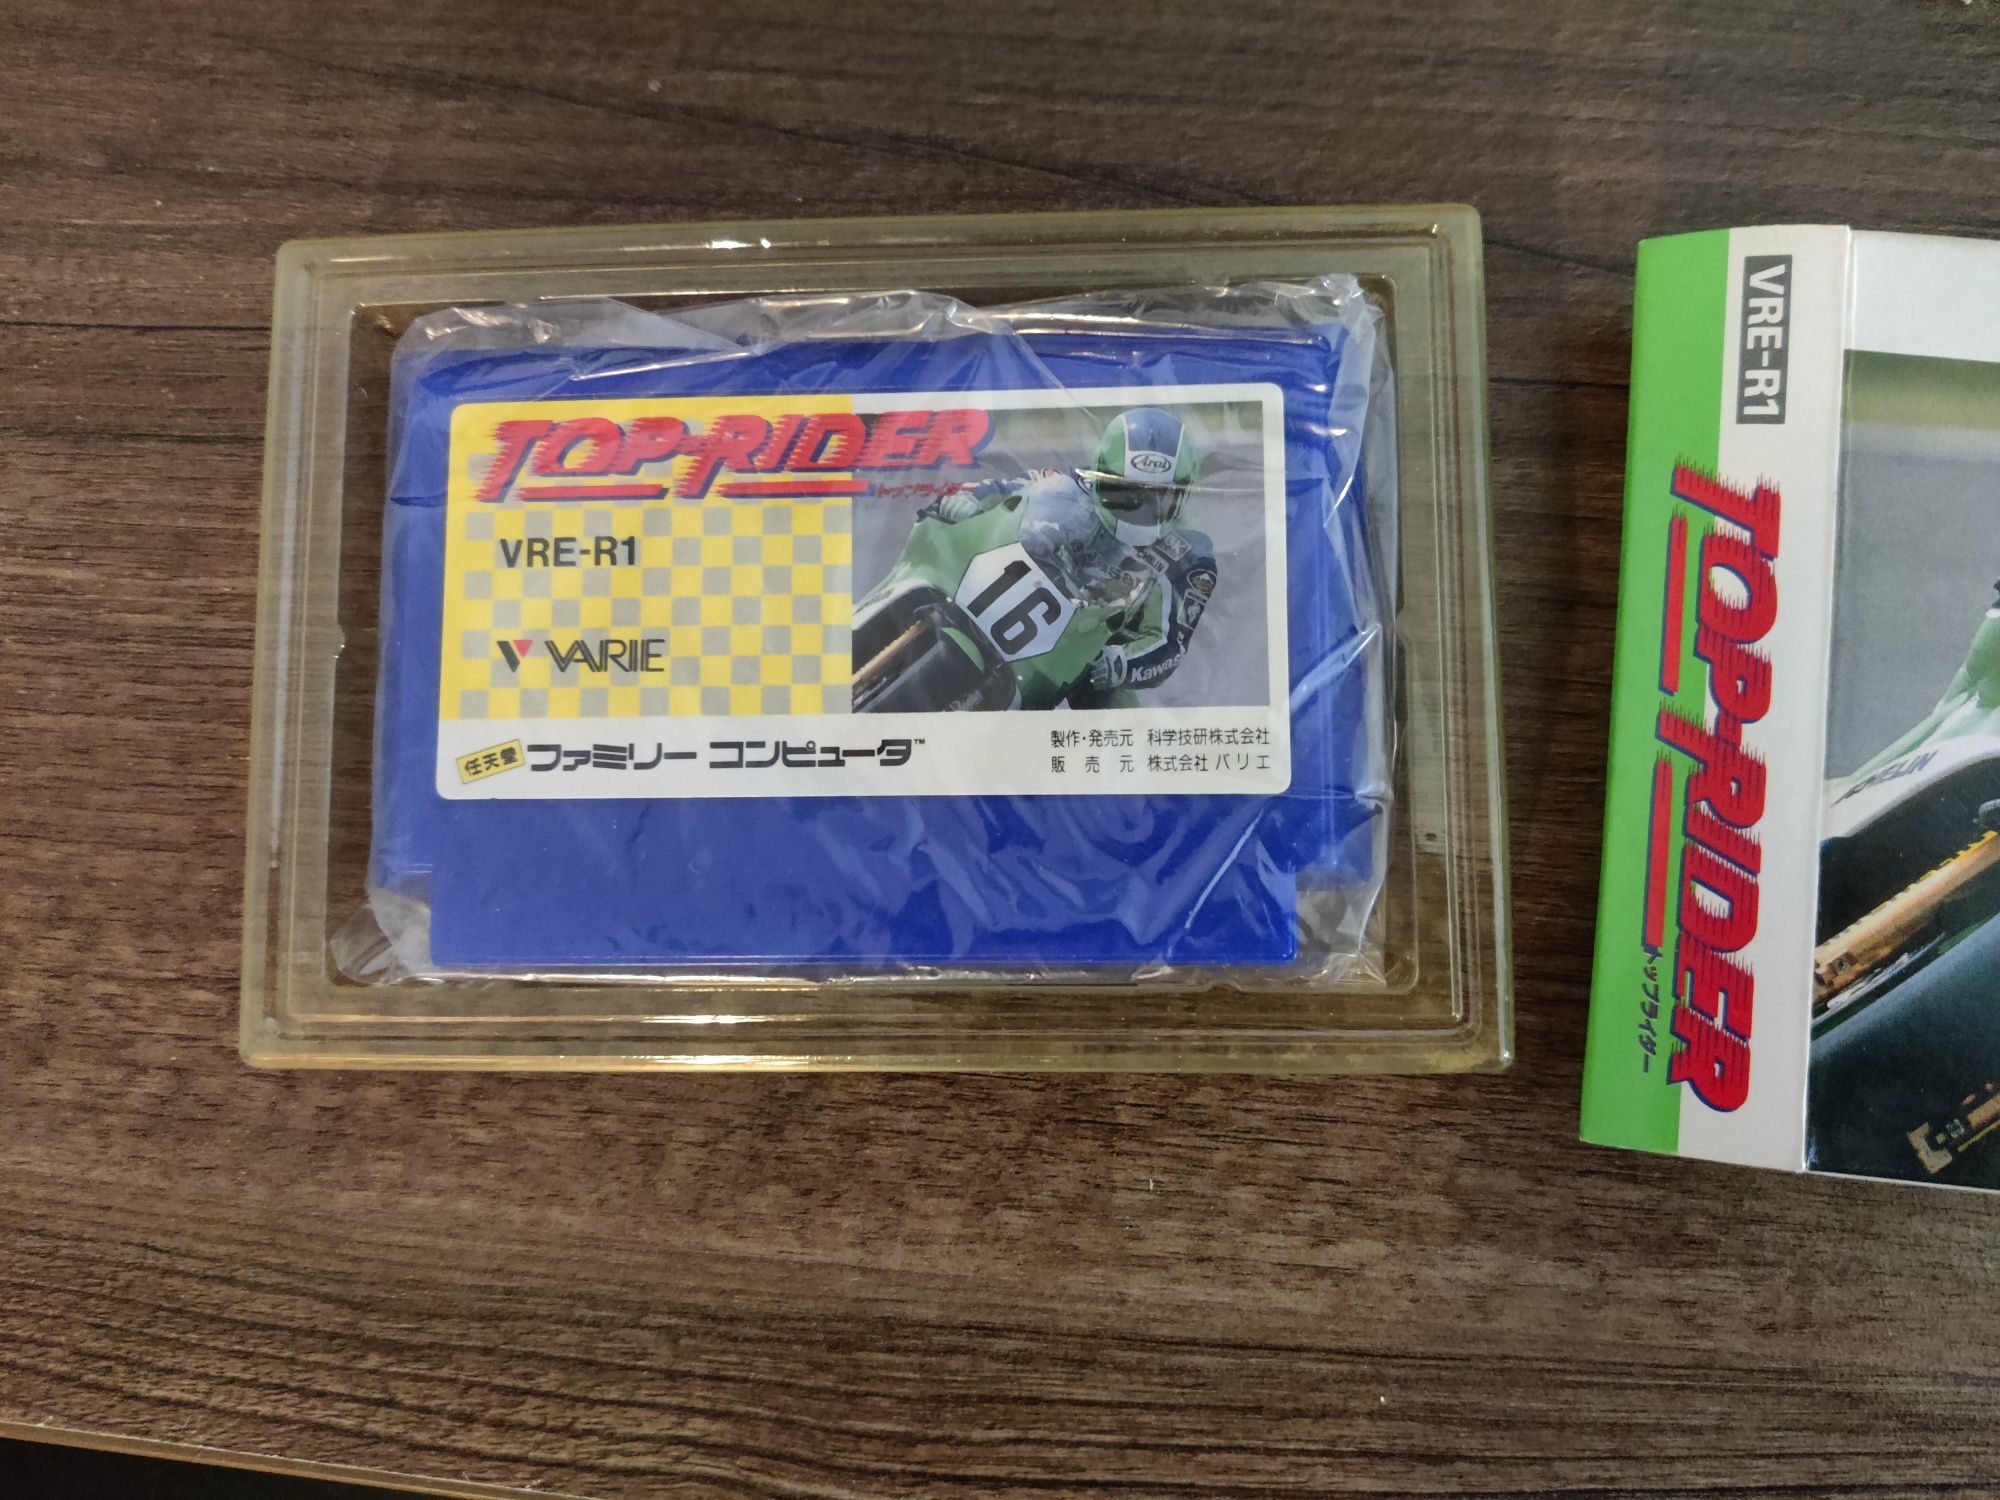 TOP-RIDER
トップライダー
VRE-R1
VARIE
Arai
16
Kawas
任天堂 ファミリー コンピュータ™
製作・発売元 科学技研株式会社
販売元 株式会社 バリエ
VRE-R1
TOP-RIDER
トップライダー